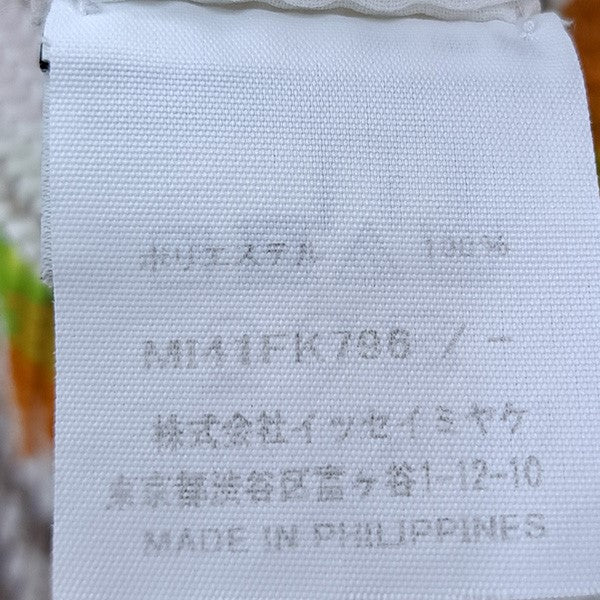 ポリエステル 100%
MI41FK796 / -
株式会社イッセイミヤケ
東京都渋谷区富ヶ谷1-12-10
MADE IN PHILIPPINES